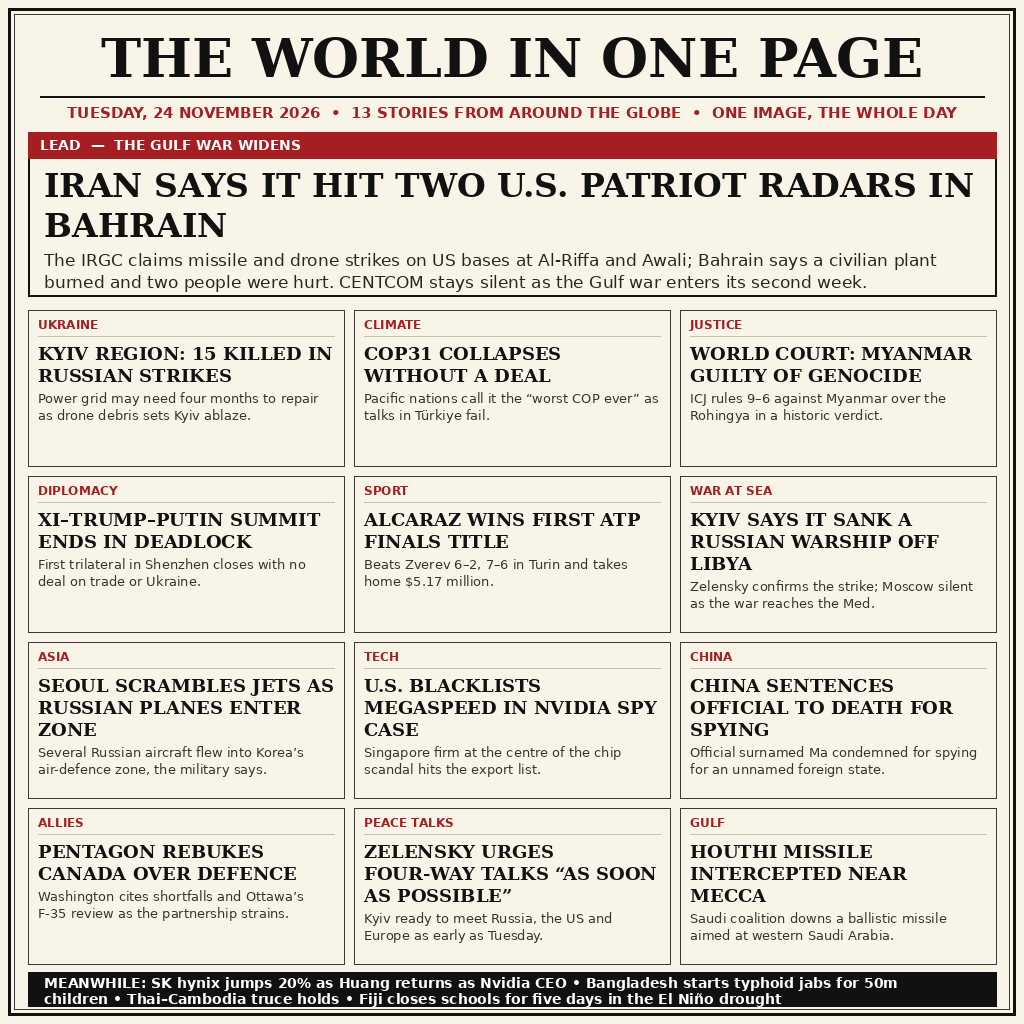 THE WORLD IN ONE PAGE
TUESDAY, 24 NOVEMBER 2026 • 13 STORIES FROM AROUND THE GLOBE • ONE IMAGE, THE WHOLE DAY
LEAD — THE GULF WAR WIDENS
IRAN SAYS IT HIT TWO U.S. PATRIOT RADARS IN
BAHRAIN
The IRGC claims missile and drone strikes on US bases at Al-Riffa and Awali; Bahrain says a civilian plant
burned and two people were hurt. CENTCOM stays silent as the Gulf war enters its second week.
UKRAINE
KYIV REGION: 15 KILLED IN
RUSSIAN STRIKES
Power grid may need four months to repair
as drone debris sets Kyiv ablaze.
CLIMATE
COP31 COLLAPSES
WITHOUT A DEAL
Pacific nations call it the “worst COP ever” as
talks in Türkiye fail.
JUSTICE
WORLD COURT: MYANMAR
GUILTY OF GENOCIDE
ICJ rules 9–6 against Myanmar over the
Rohingya in a historic verdict.
DIPLOMACY
XI–TRUMP–PUTIN SUMMIT
ENDS IN DEADLOCK
First trilateral in Shenzhen closes with no
deal on trade or Ukraine.
SPORT
ALCARAZ WINS FIRST ATP
FINALS TITLE
Beats Zverev 6–2, 7–6 in Turin and takes
home $5.17 million.
WAR AT SEA
KYIV SAYS IT SANK A
RUSSIAN WARSHIP OFF
LIBYA
Zelensky confirms the strike; Moscow silent
as the war reaches the Med.
ASIA
SEOUL SCRAMBLES JETS AS
RUSSIAN PLANES ENTER
ZONE
Several Russian aircraft flew into Korea’s
air-defence zone, the military says.
TECH
U.S. BLACKLISTS
MEGASPEED IN NVIDIA SPY
CASE
Singapore firm at the centre of the chip
scandal hits the export list.
CHINA
CHINA SENTENCES
OFFICIAL TO DEATH FOR
SPYING
Official surnamed Ma condemned for spying
for an unnamed foreign state.
ALLIES
PENTAGON REBUKES
CANADA OVER DEFENCE
Washington cites shortfalls and Ottawa’s
F-35 review as the partnership strains.
PEACE TALKS
ZELENSKY URGES
FOUR-WAY TALKS “AS SOON
AS POSSIBLE”
Kyiv ready to meet Russia, the US and
Europe as early as Tuesday.
GULF
HOUTHI MISSILE
INTERCEPTED NEAR
MECCA
Saudi coalition downs a ballistic missile
aimed at western Saudi Arabia.
MEANWHILE: SK hynix jumps 20% as Huang returns as Nvidia CEO • Bangladesh starts typhoid jabs for 50m
children • Thai–Cambodia truce holds • Fiji closes schools for five days in the El Niño drought